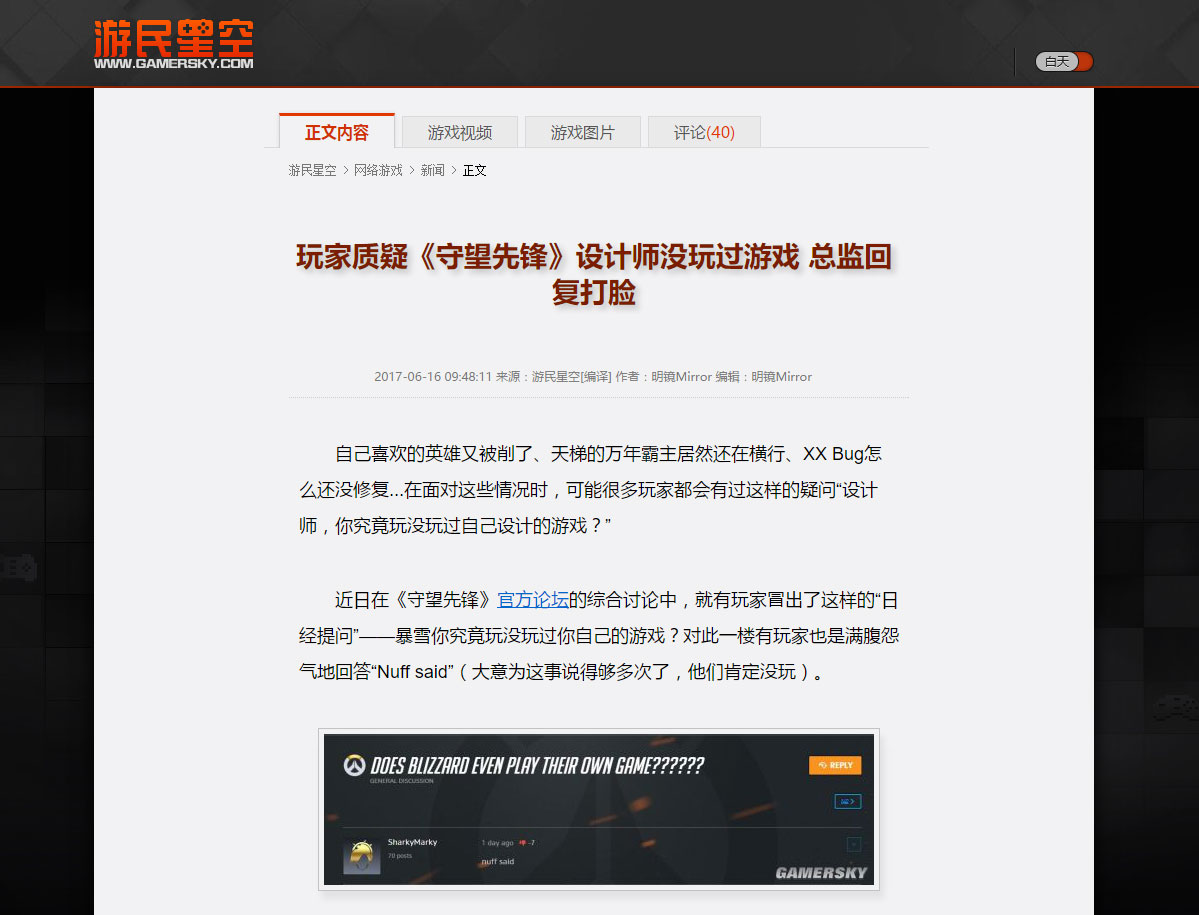 游民星空
WWW.GAMERSKY.COM
白天
正文内容
游戏视频
游戏图片
评论(40)
游民星空 > 网络游戏 > 新闻 > 正文
玩家质疑《守望先锋》设计师没玩过游戏 总监回
复打脸
2017-06-16 09:48:11 来源：游民星空[编译] 作者：明镜Mirror 编辑：明镜Mirror
自己喜欢的英雄又被削了、天梯的万年霸主居然还在横行、XX Bug怎
么还没修复...在面对这些情况时，可能很多玩家都会有过这样的疑问“设计
师，你究竟玩没玩过自己设计的游戏？”
近日在《守望先锋》官方论坛的综合讨论中，就有玩家冒出了这样的“日
经提问”——暴雪你究竟玩没玩过你自己的游戏？对此一楼有玩家也是满腹怨
气地回答“Nuff said”（大意为这事说得够多次了，他们肯定没玩）。
DOES BLIZZARD EVEN PLAY THEIR OWN GAME??????
GENERAL DISCUSSION
REPLY
SharkyMarky
70 posts
1 day ago
-7
nuff said
GAMERSKY